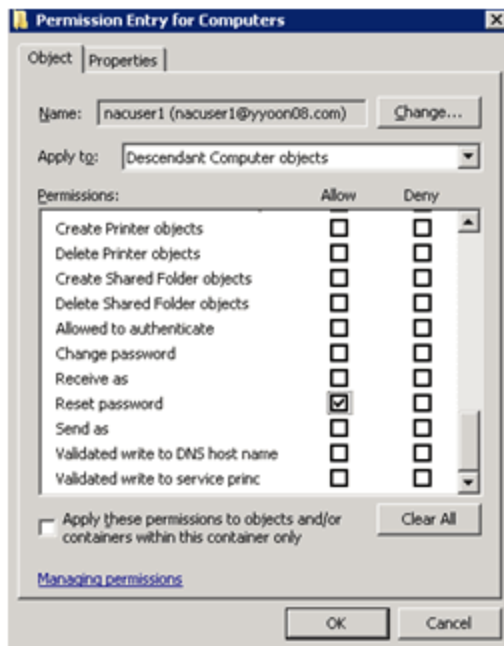 Permission Entry for Computers
Object Properties
Name: nacuser1 (nacuser1@yyoon08.com) Change...
Apply to: Descendant Computer objects
Permissions: Allow Deny
Create Printer objects
Delete Printer objects
Create Shared Folder objects
Delete Shared Folder objects
Allowed to authenticate
Change password
Receive as
Reset password
Send as
Validated write to DNS host name
Validated write to service princ
Apply these permissions to objects and/or
containers within this container only
Clear All
Managing permissions
OK Cancel